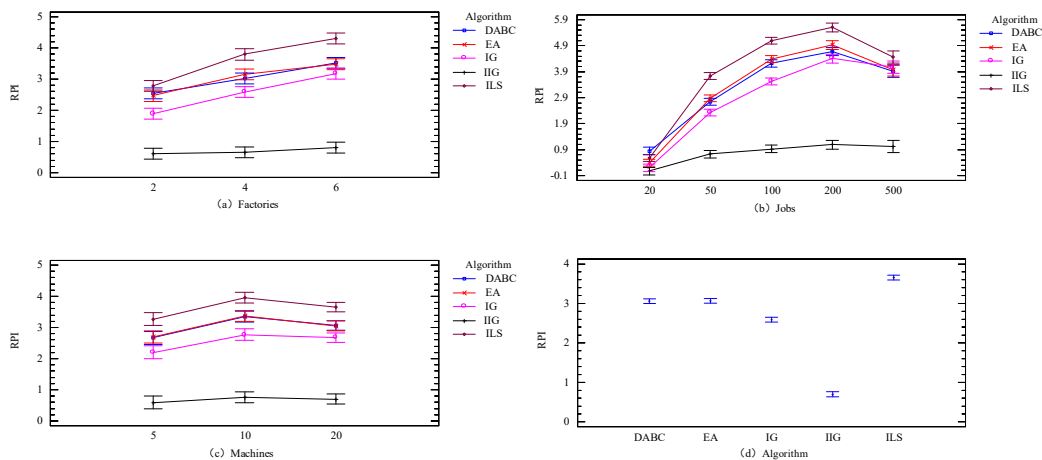 Algorithm
DABC
EA
IG
IIG
ILS
RPI
5
4
3
2
1
0
2
4
6
（a）Factories
Algorithm
DABC
EA
IG
IIG
ILS
RPI
5.9
4.9
3.9
2.9
1.9
0.9
-0.1
20
50
100
200
500
（b）Jobs
Algorithm
DABC
EA
IG
IIG
ILS
RPI
5
4
3
2
1
0
5
10
20
（c）Machines
RPI
4
3
2
1
0
DABC
EA
IG
IIG
ILS
（d）Algorithm